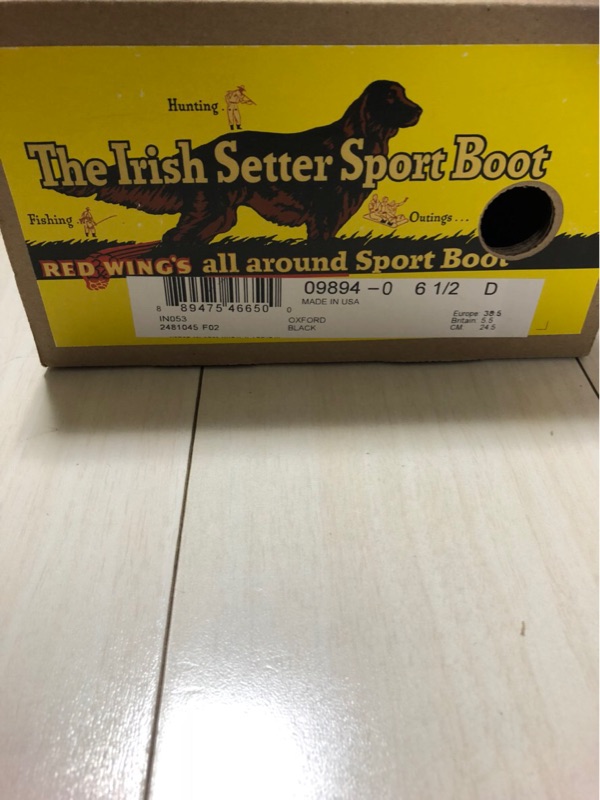 Hunting
The Irish Setter Sport Boot
Fishing
Outings...
RED WING'S all around Sport Boot
09894-0 6 1/2 D
MADE IN USA
8 89475 46650 0
IN053
2481045 F02
OXFORD
BLACK
Europe 38.5
Britain: 5.5
CM 24.5